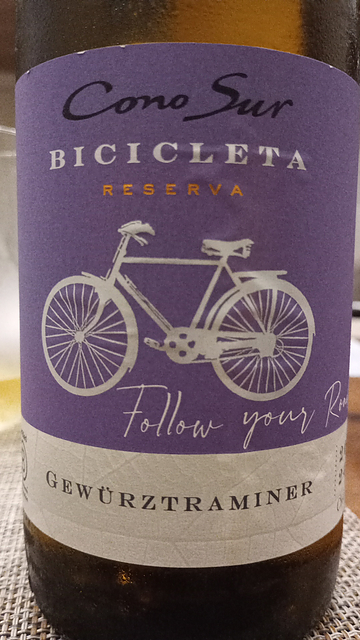 Cono Sur
BICICLETA
RESERVA
Follow your
GEWÜRZTRAMINER